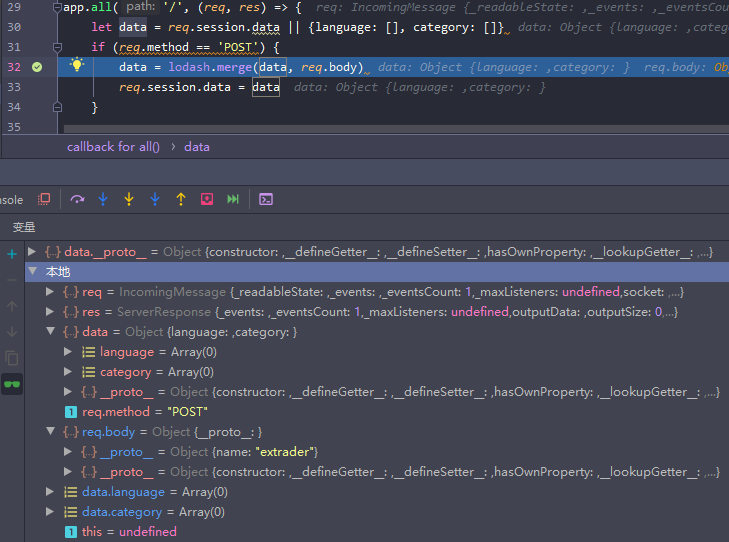 29 app.all( path: '/', (req, res) => { req: IncomingMessage {_readableState: ,_events: ,_eventsCou
30 let data = req.session.data || {language: [], category: []} data: Object {language: ,cate
31 if (req.method == 'POST') {
32 data = lodash.merge(data, req.body) data: Object {language: ,category: } req.body: Ob
33 req.session.data = data data: Object {language: ,category: }
34 }
35
callback for all() › data
nsole
变量
{..} data.__proto__ = Object {constructor: ,__defineGetter__: ,__defineSetter__: ,hasOwnProperty: ,__lookupGetter__: ,...}
本地
{..} req = IncomingMessage {_readableState: ,_events: ,_eventsCount: 1,_maxListeners: undefined,socket: ,...}
{..} res = ServerResponse {_events: ,_eventsCount: 1,_maxListeners: undefined,outputData: ,outputSize: 0,...}
{..} data = Object {language: ,category: }
language = Array(0)
category = Array(0)
{..} __proto__ = Object {constructor: ,__defineGetter__: ,__defineSetter__: ,hasOwnProperty: ,__lookupGetter__: ,...}
1 req.method = "POST"
{..} req.body = Object {__proto__: }
{..} __proto__ = Object {name: "extrader"}
{..} __proto__ = Object {constructor: ,__defineGetter__: ,__defineSetter__: ,hasOwnProperty: ,__lookupGetter__: ,...}
data.language = Array(0)
data.category = Array(0)
1 this = undefined